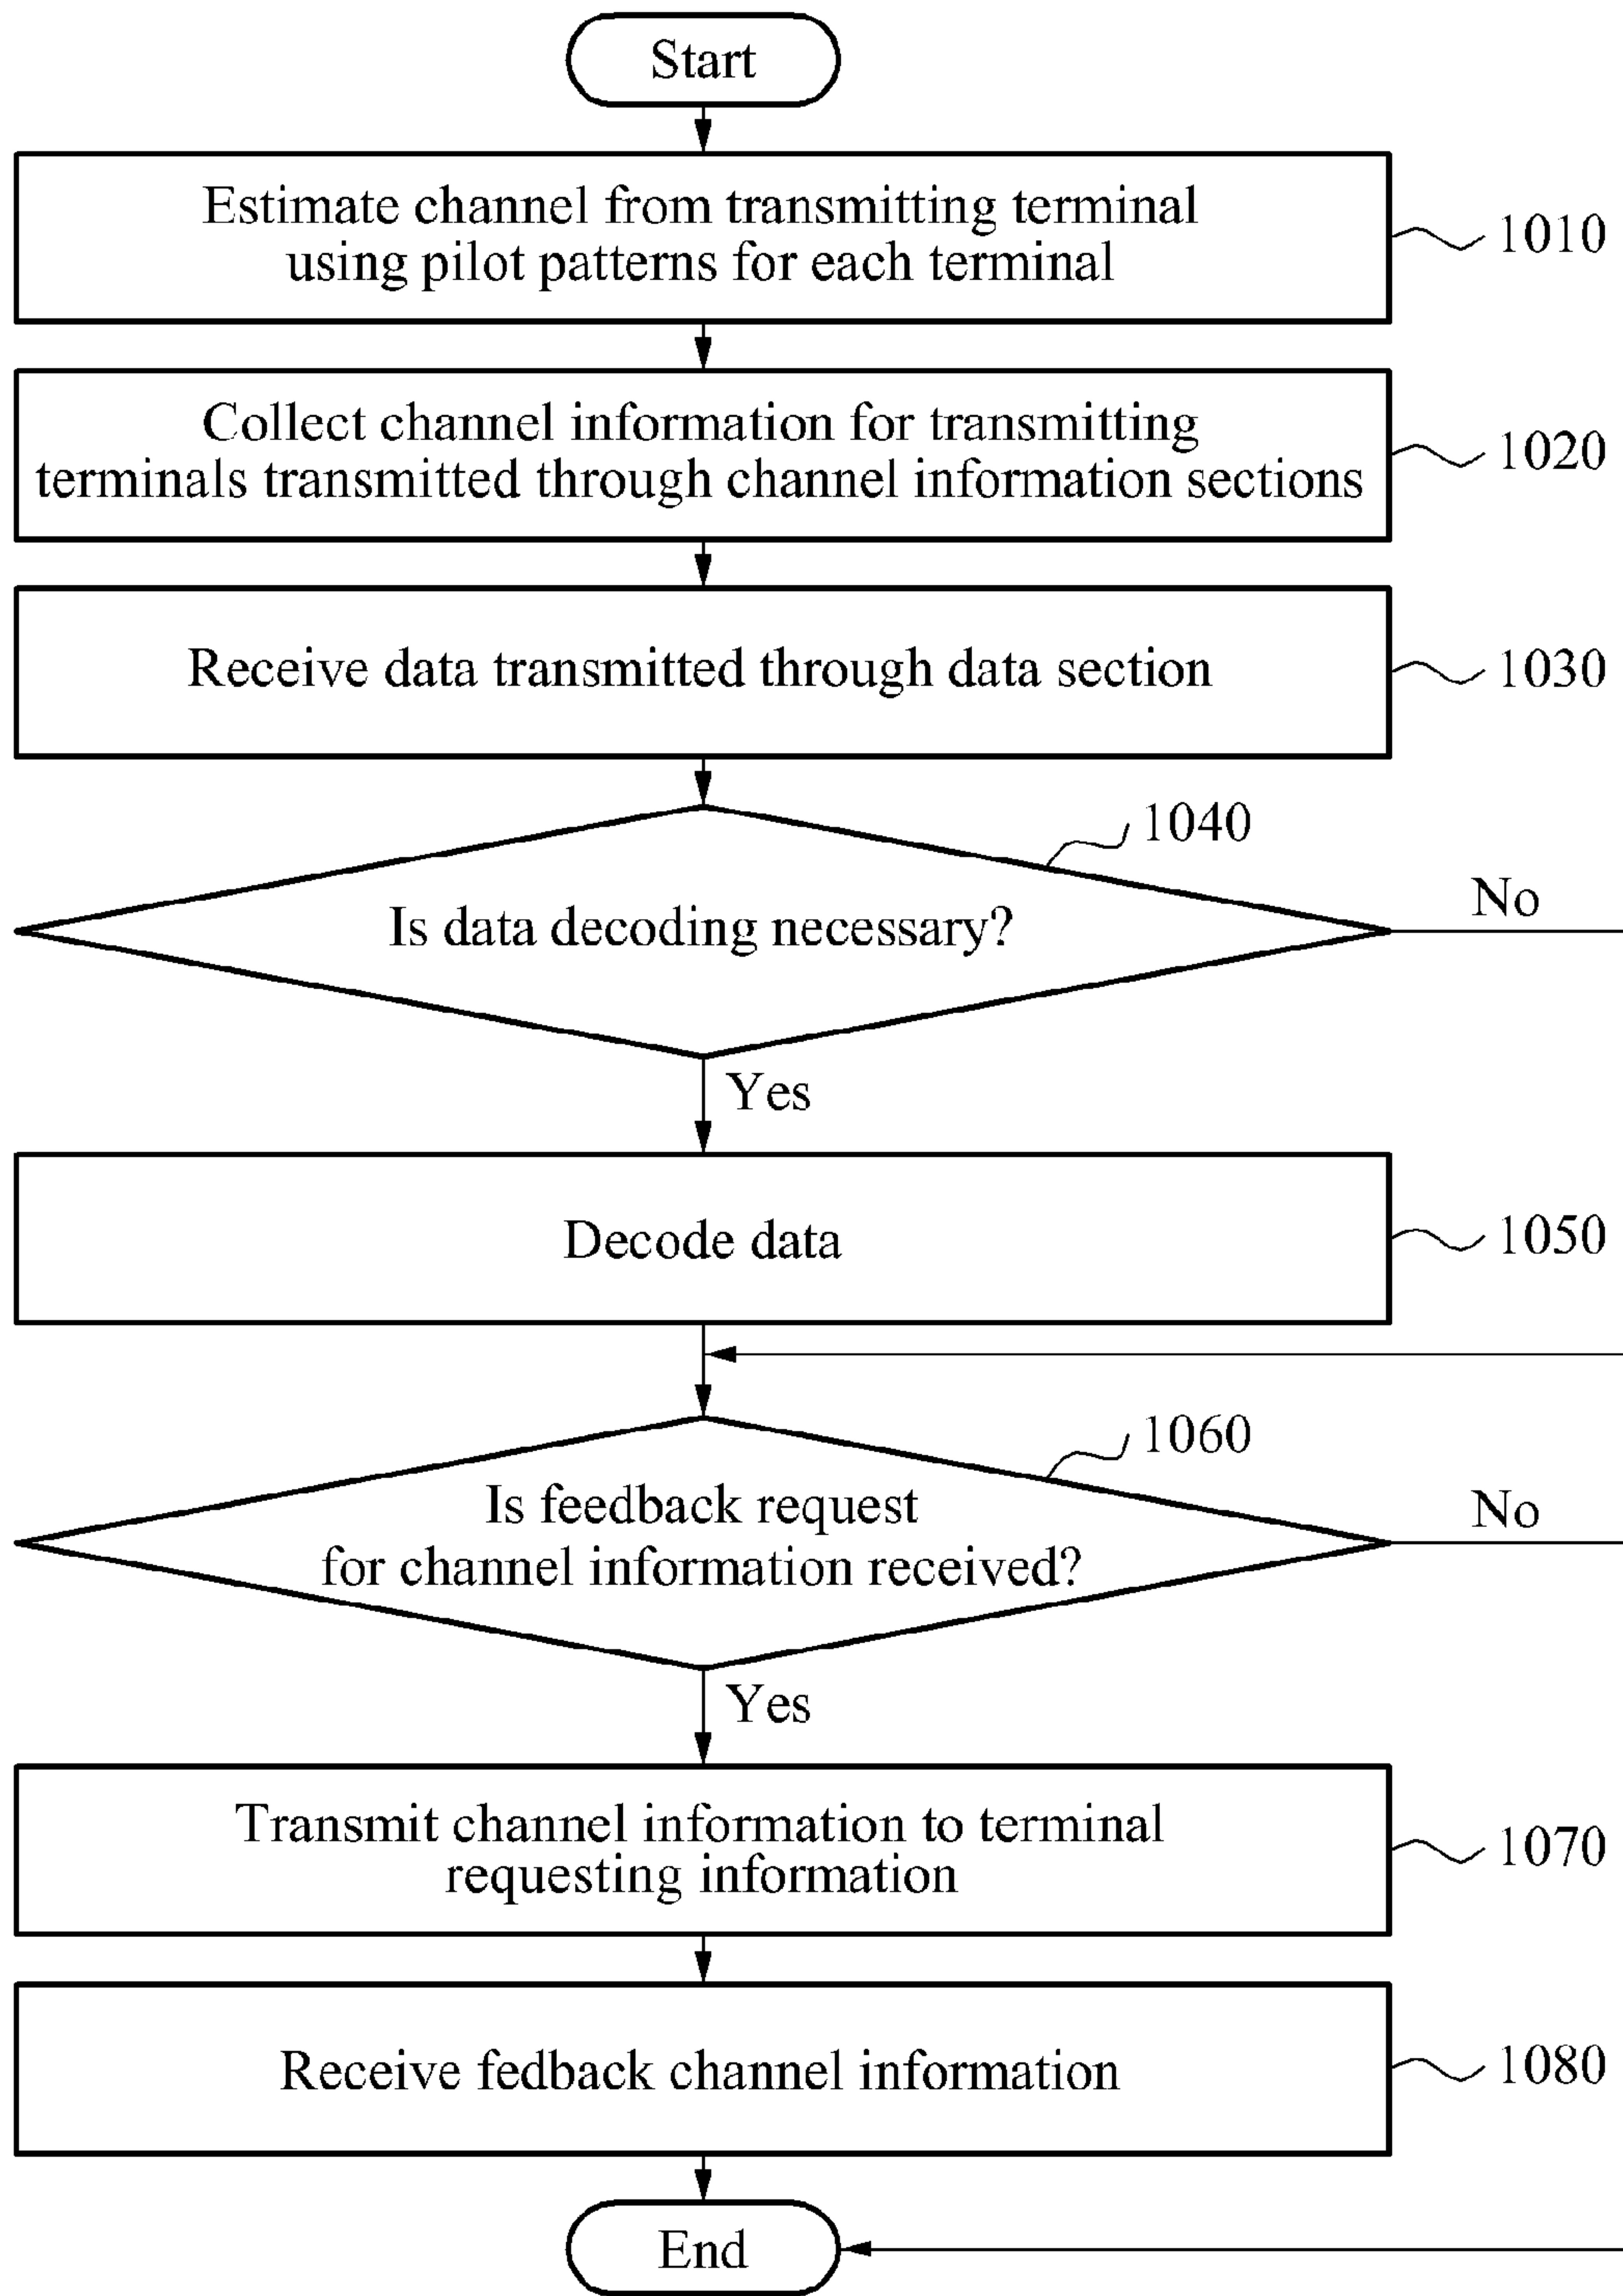 Start
Estimate channel from transmitting terminal
using pilot patterns for each terminal
1010
Collect channel information for transmitting
terminals transmitted through channel information sections
1020
Receive data transmitted through data section
1030
1040
Is data decoding necessary?
No
Yes
Decode data
1050
1060
Is feedback request
for channel information received?
No
Yes
Transmit channel information to terminal
requesting information
1070
Receive fedback channel information
1080
End